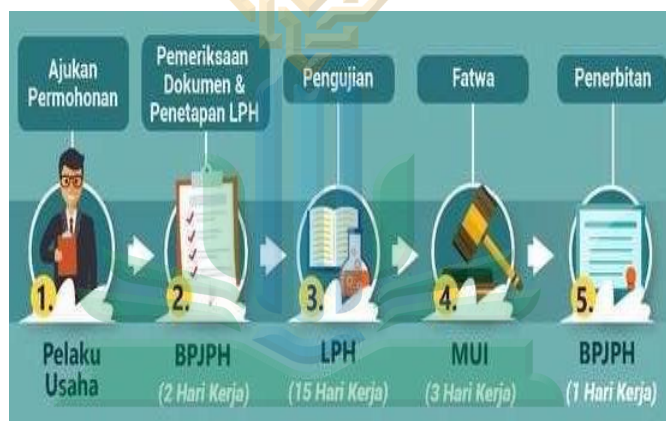 Ajukan
Permohonan
Pemeriksaan
Dokumen &
Penetapan LPH
Pengujian
Fatwa
Penerbitan
1.
2.
3.
4.
5.
Pelaku
Usaha
BPJPH
(2 Hari Kerja)
LPH
(15 Hari Kerja)
MUI
(3 Hari Kerja)
BPJPH
(1 Hari Kerja)